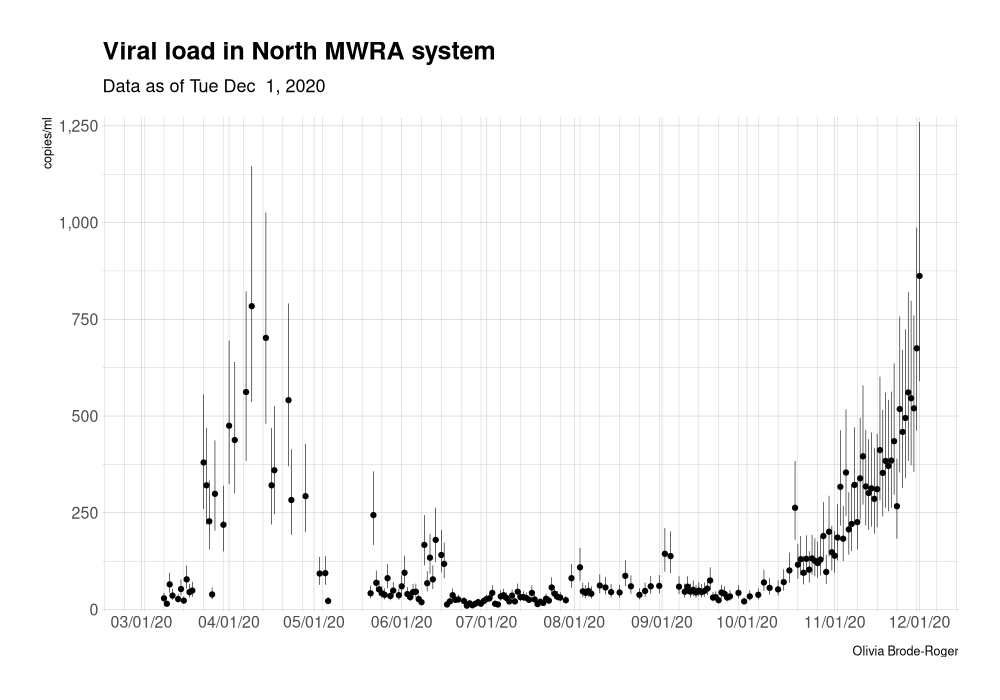 Viral load in North MWRA system
Data as of Tue Dec  1, 2020
copies/ml
1,250
1,000
750
500
250
0
03/01/20 04/01/20 05/01/20 06/01/20 07/01/20 08/01/20 09/01/20 10/01/20 11/01/20 12/01/20
Olivia Brode-Roger